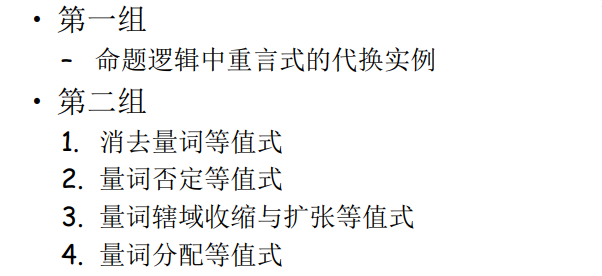 • 第一组
– 命题逻辑中重言式的代换实例
• 第二组
1. 消去量词等值式
2. 量词否定等值式
3. 量词辖域收缩与扩张等值式
4. 量词分配等值式